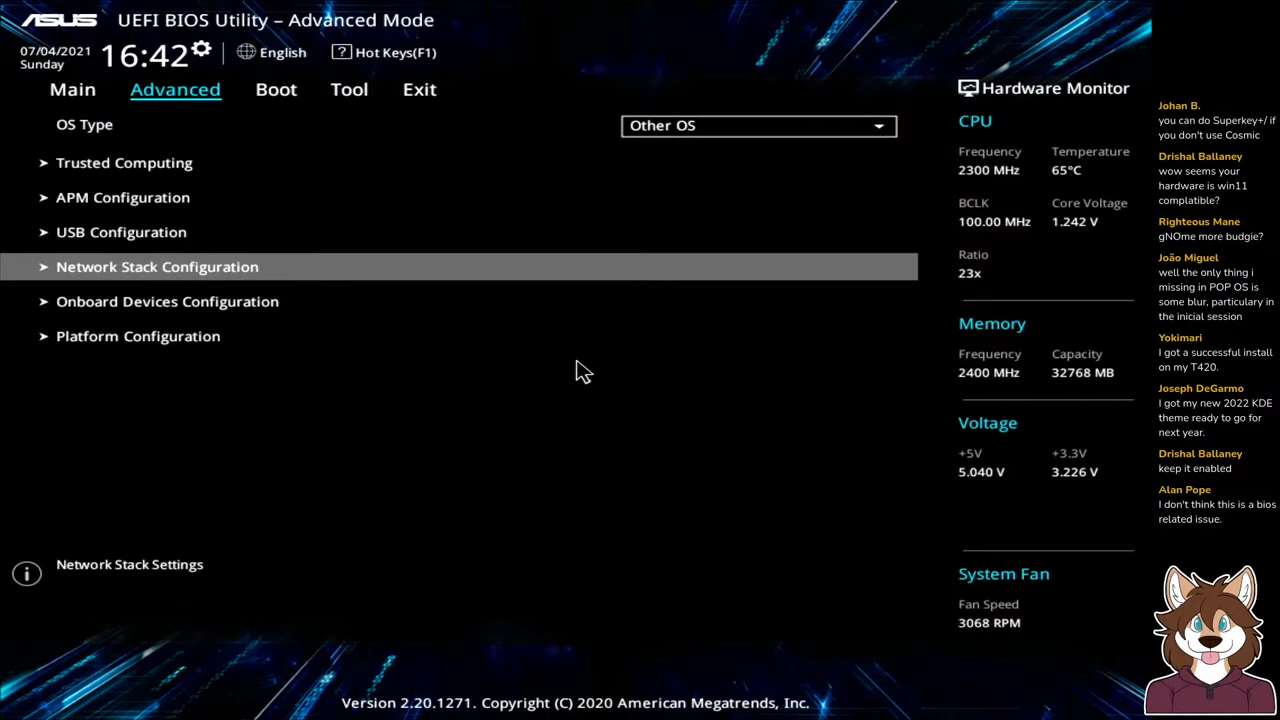 ASUS UEFI BIOS Utility – Advanced Mode
07/04/2021
Sunday
16:42
English
? Hot Keys(F1)
Main Advanced Boot Tool Exit
OS Type Other OS
Trusted Computing
APM Configuration
USB Configuration
Network Stack Configuration
Onboard Devices Configuration
Platform Configuration
i Network Stack Settings
Hardware Monitor
CPU
Frequency Temperature
2300 MHz 65°C
BCLK Core Voltage
100.00 MHz 1.242 V
Ratio
23x
Memory
Frequency Capacity
2400 MHz 32768 MB
Voltage
+5V +3.3V
5.040 V 3.226 V
System Fan
Fan Speed
3068 RPM
Version 2.20.1271. Copyright (C) 2020 American Megatrends, Inc.
Johan B.
you can do Superkey+/ if
you don't use Cosmic
Drishal Ballaney
wow seems your
hardware is win11
complatible?
Righteous Mane
gNOme more budgie?
João Miguel
well the only thing i
missing in POP OS is
some blur, particulary in
the inicial session
Yokimari
I got a successful install
on my T420.
Joseph DeGarmo
I got my new 2022 KDE
theme ready to go for
next year.
Drishal Ballaney
keep it enabled
Alan Pope
I don't think this is a bios
related issue.